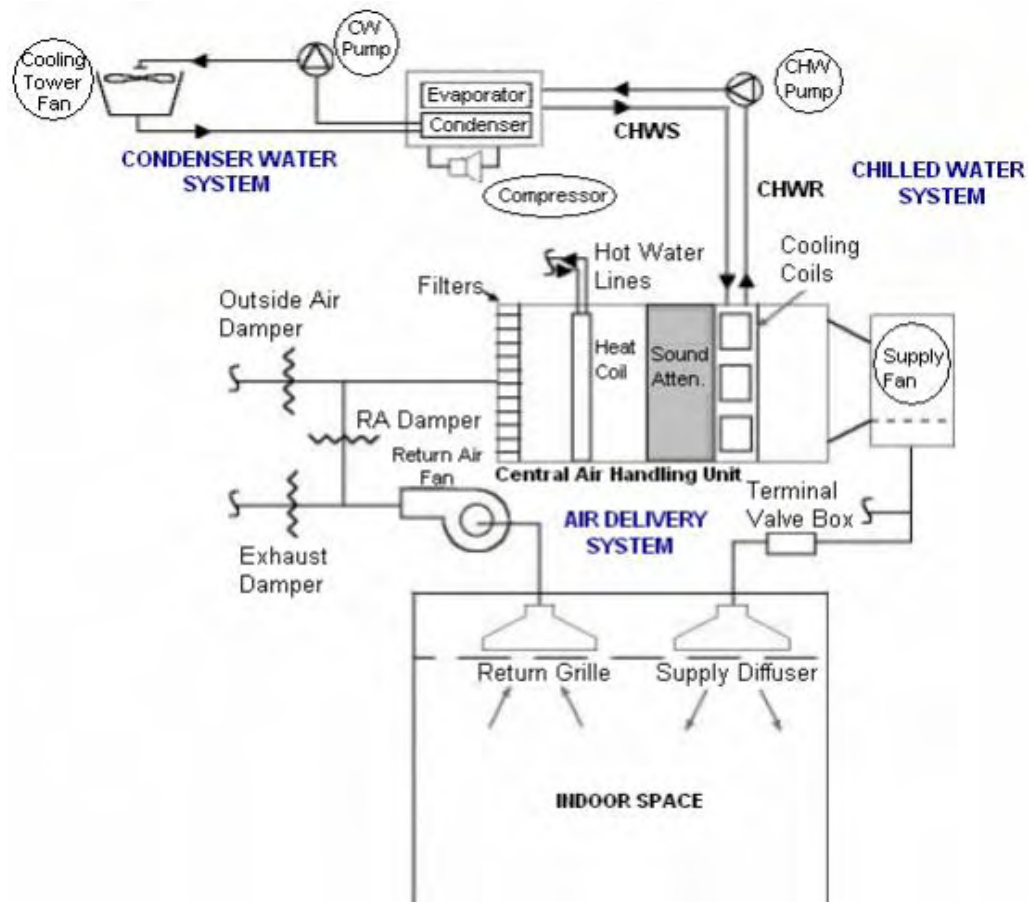 Cooling
Tower
Fan
CW
Pump
Evaporator
Condenser
CHW
Pump
CHWS
CONDENSER WATER
SYSTEM
Compressor
CHWR
CHILLED WATER
SYSTEM
Hot Water
Lines
Cooling
Coils
Filters
Outside Air
Damper
Heat
Coil
Sound
Atten.
Supply
Fan
RA Damper
Return Air
Fan
Central Air Handling Unit
Terminal
Valve Box
AIR DELIVERY
SYSTEM
Exhaust
Damper
Return Grille
Supply Diffuser
INDOOR SPACE